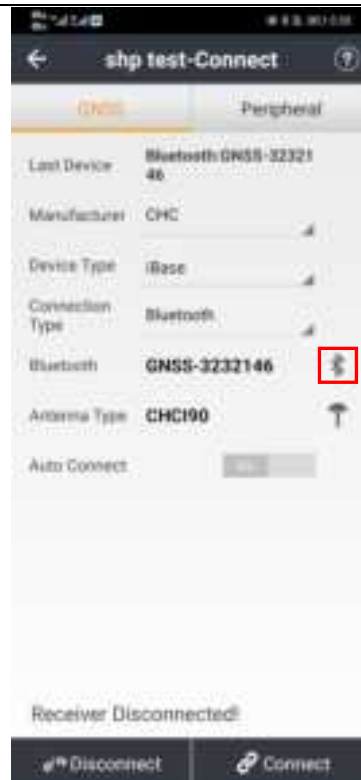 shp test-Connect
GNSS
Peripheral
Last Device
Bluetooth:GNSS-32321
46
Manufacturer
CHC
Device Type
iBase
Connection
Type
Bluetooth
Bluetooth
GNSS-3232146
Antenna Type
CHCI90
Auto Connect
Receiver Disconnected!
Disconnect
Connect